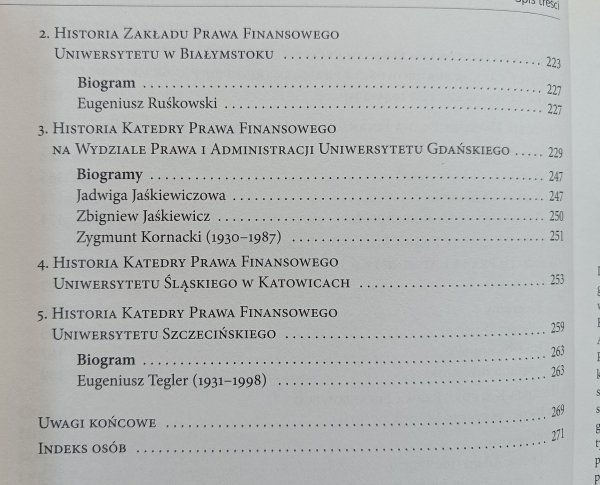 Spis treści
2. Historia Zakładu Prawa Finansowego
Uniwersytetu w Białymstoku 223
Biogram 227
Eugeniusz Ruśkowski 227
3. Historia Katedry Prawa Finansowego
na Wydziale Prawa i Administracji Uniwersytetu Gdańskiego 229
Biogramy 247
Jadwiga Jaśkiewiczowa 247
Zbigniew Jaśkiewicz 250
Zygmunt Kornacki (1930–1987) 251
4. Historia Katedry Prawa Finansowego
Uniwersytetu Śląskiego w Katowicach 253
5. Historia Katedry Prawa Finansowego
Uniwersytetu Szczecińskiego 259
Biogram 263
Eugeniusz Tegler (1931–1998) 263
Uwagi końcowe 269
Indeks osób 271